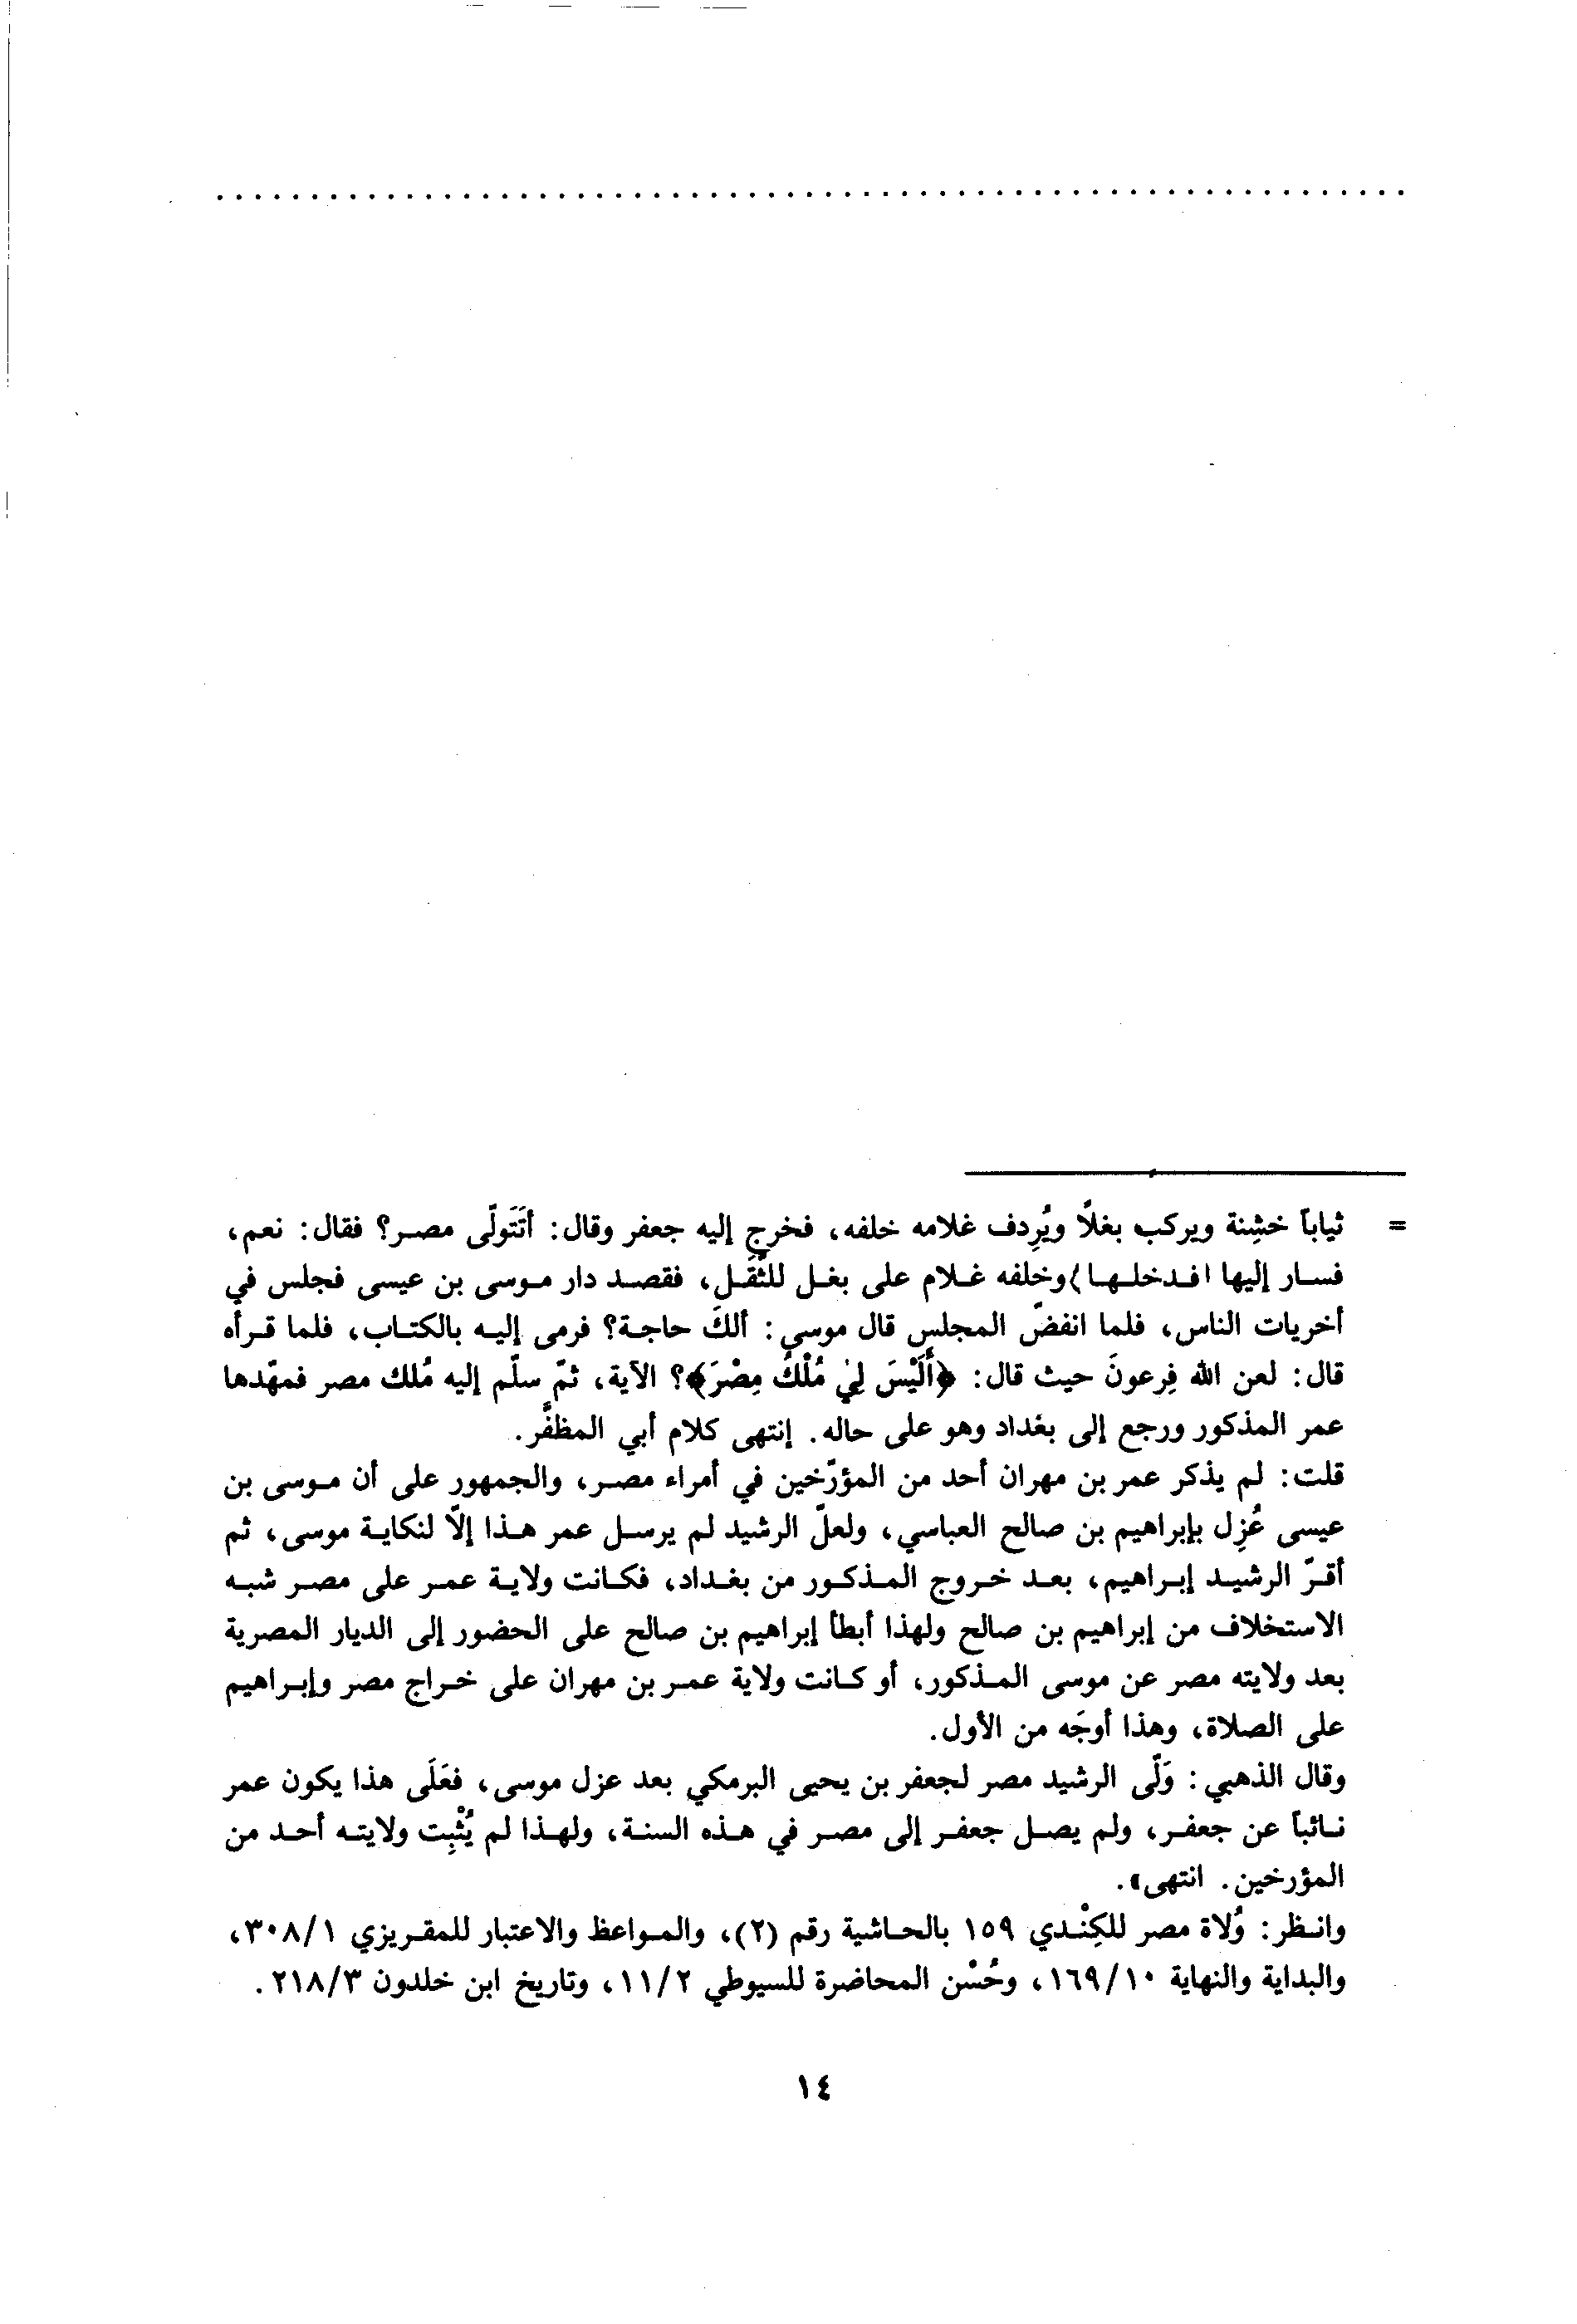 . . . . . . . . . . . . . . . . . . . . . . . . . . . . . . . . . . . . . . . . . . . . . . . . . . . . . . . . . . . . . . . .
= ثياباً خشِنة ويركب بغلاً ويُردِف غلامه خلفه، فخرج إليه جعفر وقال: أتَتَولّى مصر؟ فقال: نعم،
فسار إليها (فدخلها) وخلفه غلام على بغل للثَّقَل، فقصد دار موسى بن عيسى فجلس في
أخريات الناس، فلما انفضّ المجلس قال موسى: ألكَ حاجة؟ فرمى إليه بالكتاب، فلما قرأه
قال: لعن الله فِرعونَ حيث قال: ﴿أَلَيْسَ لِيْ مُلْكُ مِصْرَ﴾؟ الآية، ثمّ سلّم إليه مُلك مصر فمهّدها
عمر المذكور ورجع إلى بغداد وهو على حاله. إنتهى كلام أبي المظفَّر.
قلت: لم يذكر عمر بن مهران أحد من المؤرّخين في أمراء مصر، والجمهور على أن موسى بن
عيسى عُزِل بإبراهيم بن صالح العباسي، ولعلّ الرشيد لم يرسل عمر هذا إلاّ لنكاية موسى، ثم
أقرّ الرشيد إبراهيم، بعد خروج المذكور من بغداد، فكانت ولاية عمر على مصر شبه
الاستخلاف من إبراهيم بن صالح ولهذا أبطأ إبراهيم بن صالح على الحضور إلى الديار المصرية
بعد ولايته مصر عن موسى المذكور، أو كانت ولاية عمر بن مهران على خراج مصر وإبراهيم
على الصلاة، وهذا أوجَه من الأول.
وقال الذهبي: وَلّى الرشيد مصر لجعفر بن يحيى البرمكي بعد عزل موسى، فعَلَى هذا يكون عمر
نائباً عن جعفر، ولم يصل جعفر إلى مصر في هذه السنة، ولهذا لم يُثْبِت ولايته أحد من
المؤرخين. انتهى».
وانظر: وُلاة مصر للكِنْدي ١٥٩ بالحاشية رقم (٢)، والمواعظ والاعتبار للمقريزي ٣٠٨/١،
والبداية والنهاية ١٦٩/١٠، وحُسْن المحاضرة للسيوطي ١١/٢، وتاريخ ابن خلدون ٢١٨/٣.
١٤